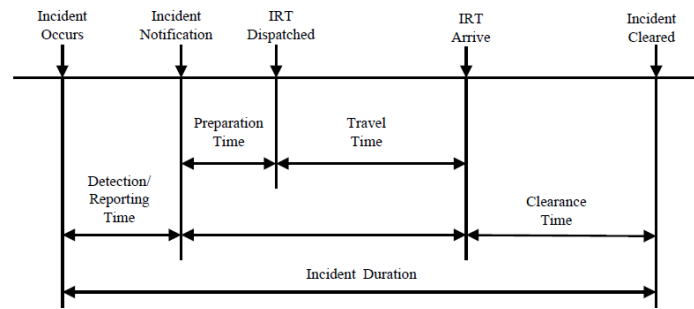 Incident
Occurs
Incident
Notification
IRT
Dispatched
IRT
Arrive
Incident
Cleared
Preparation
Time
Travel
Time
Detection/
Reporting
Time
Clearance
Time
Incident Duration